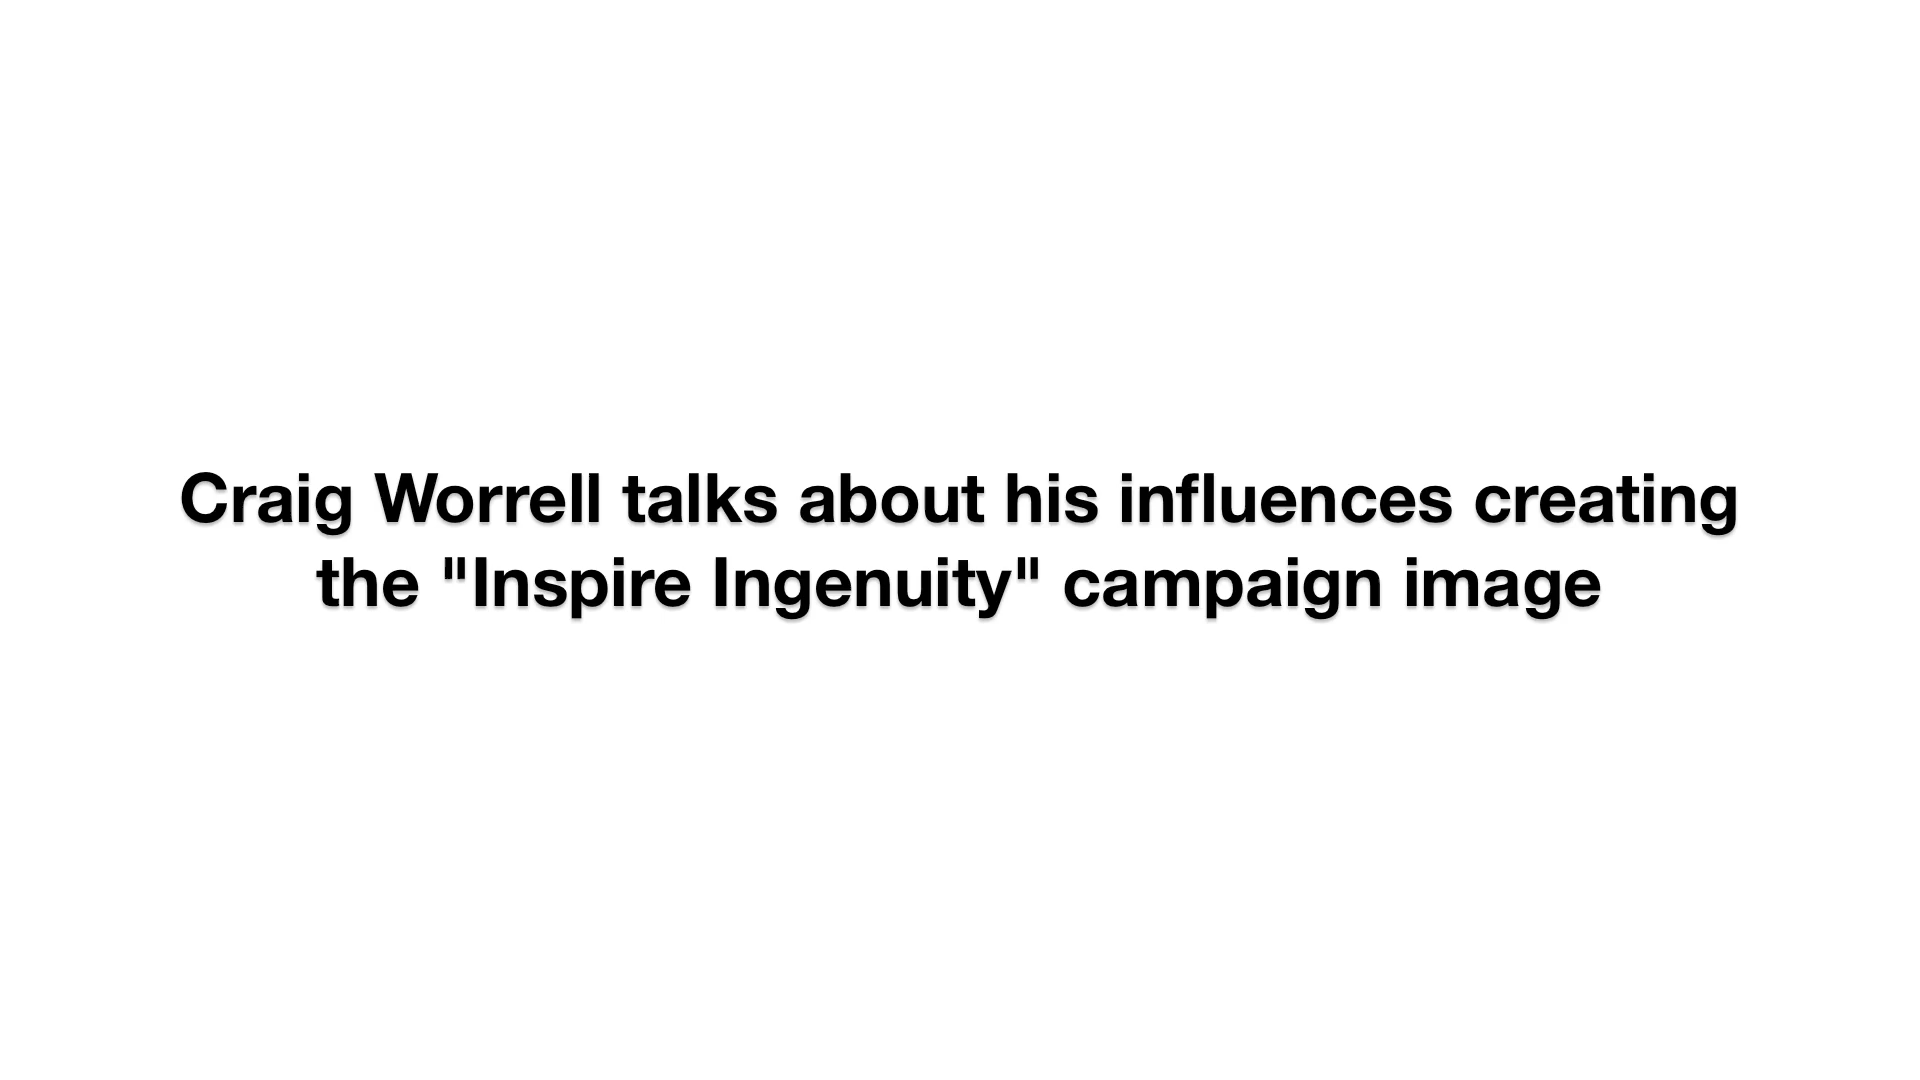 Craig Worrell talks about his influences creating
the "Inspire Ingenuity" campaign image